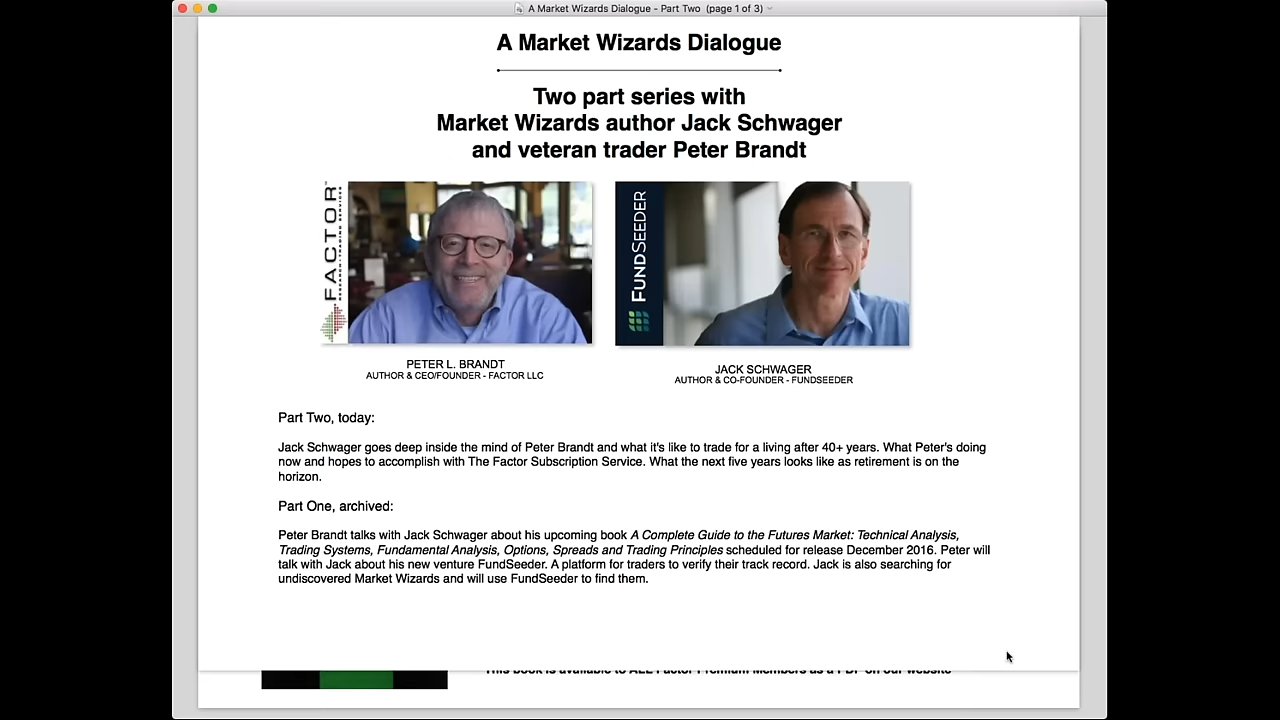 A Market Wizards Dialogue - Part Two (page 1 of 3)
A Market Wizards Dialogue
Two part series with
Market Wizards author Jack Schwager
and veteran trader Peter Brandt
FACTOR™
RESEARCH • TRADING SERVICES
FUNDSEEDER
PETER L. BRANDT
AUTHOR & CEO/FOUNDER - FACTOR LLC
JACK SCHWAGER
AUTHOR & CO-FOUNDER - FUNDSEEDER
Part Two, today:
Jack Schwager goes deep inside the mind of Peter Brandt and what it's like to trade for a living after 40+ years. What Peter's doing
now and hopes to accomplish with The Factor Subscription Service. What the next five years looks like as retirement is on the
horizon.
Part One, archived:
Peter Brandt talks with Jack Schwager about his upcoming book A Complete Guide to the Futures Market: Technical Analysis,
Trading Systems, Fundamental Analysis, Options, Spreads and Trading Principles scheduled for release December 2016. Peter will
talk with Jack about his new venture FundSeeder. A platform for traders to verify their track record. Jack is also searching for
undiscovered Market Wizards and will use FundSeeder to find them.
This book is available to ALL Factor Premium Members as a PDF on our website